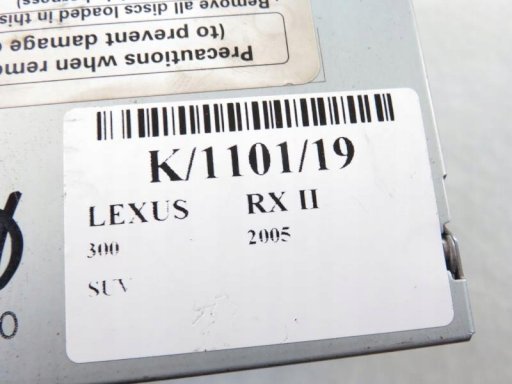 Precautions when remo
(to prevent damage
Remove all discs loaded in this
K/1101/19
LEXUS RX II
300 2005
SUV
0